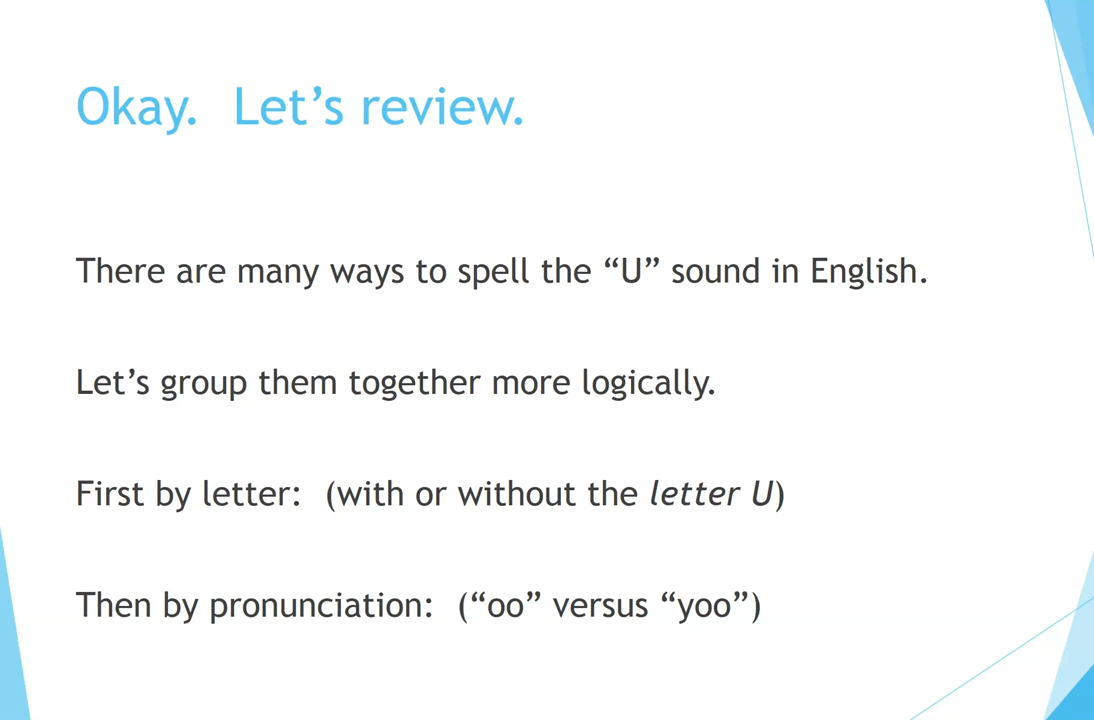 Okay.  Let’s review.
There are many ways to spell the “U” sound in English.
Let’s group them together more logically.
First by letter:  (with or without the letter U)
Then by pronunciation:  (“oo” versus “yoo”)